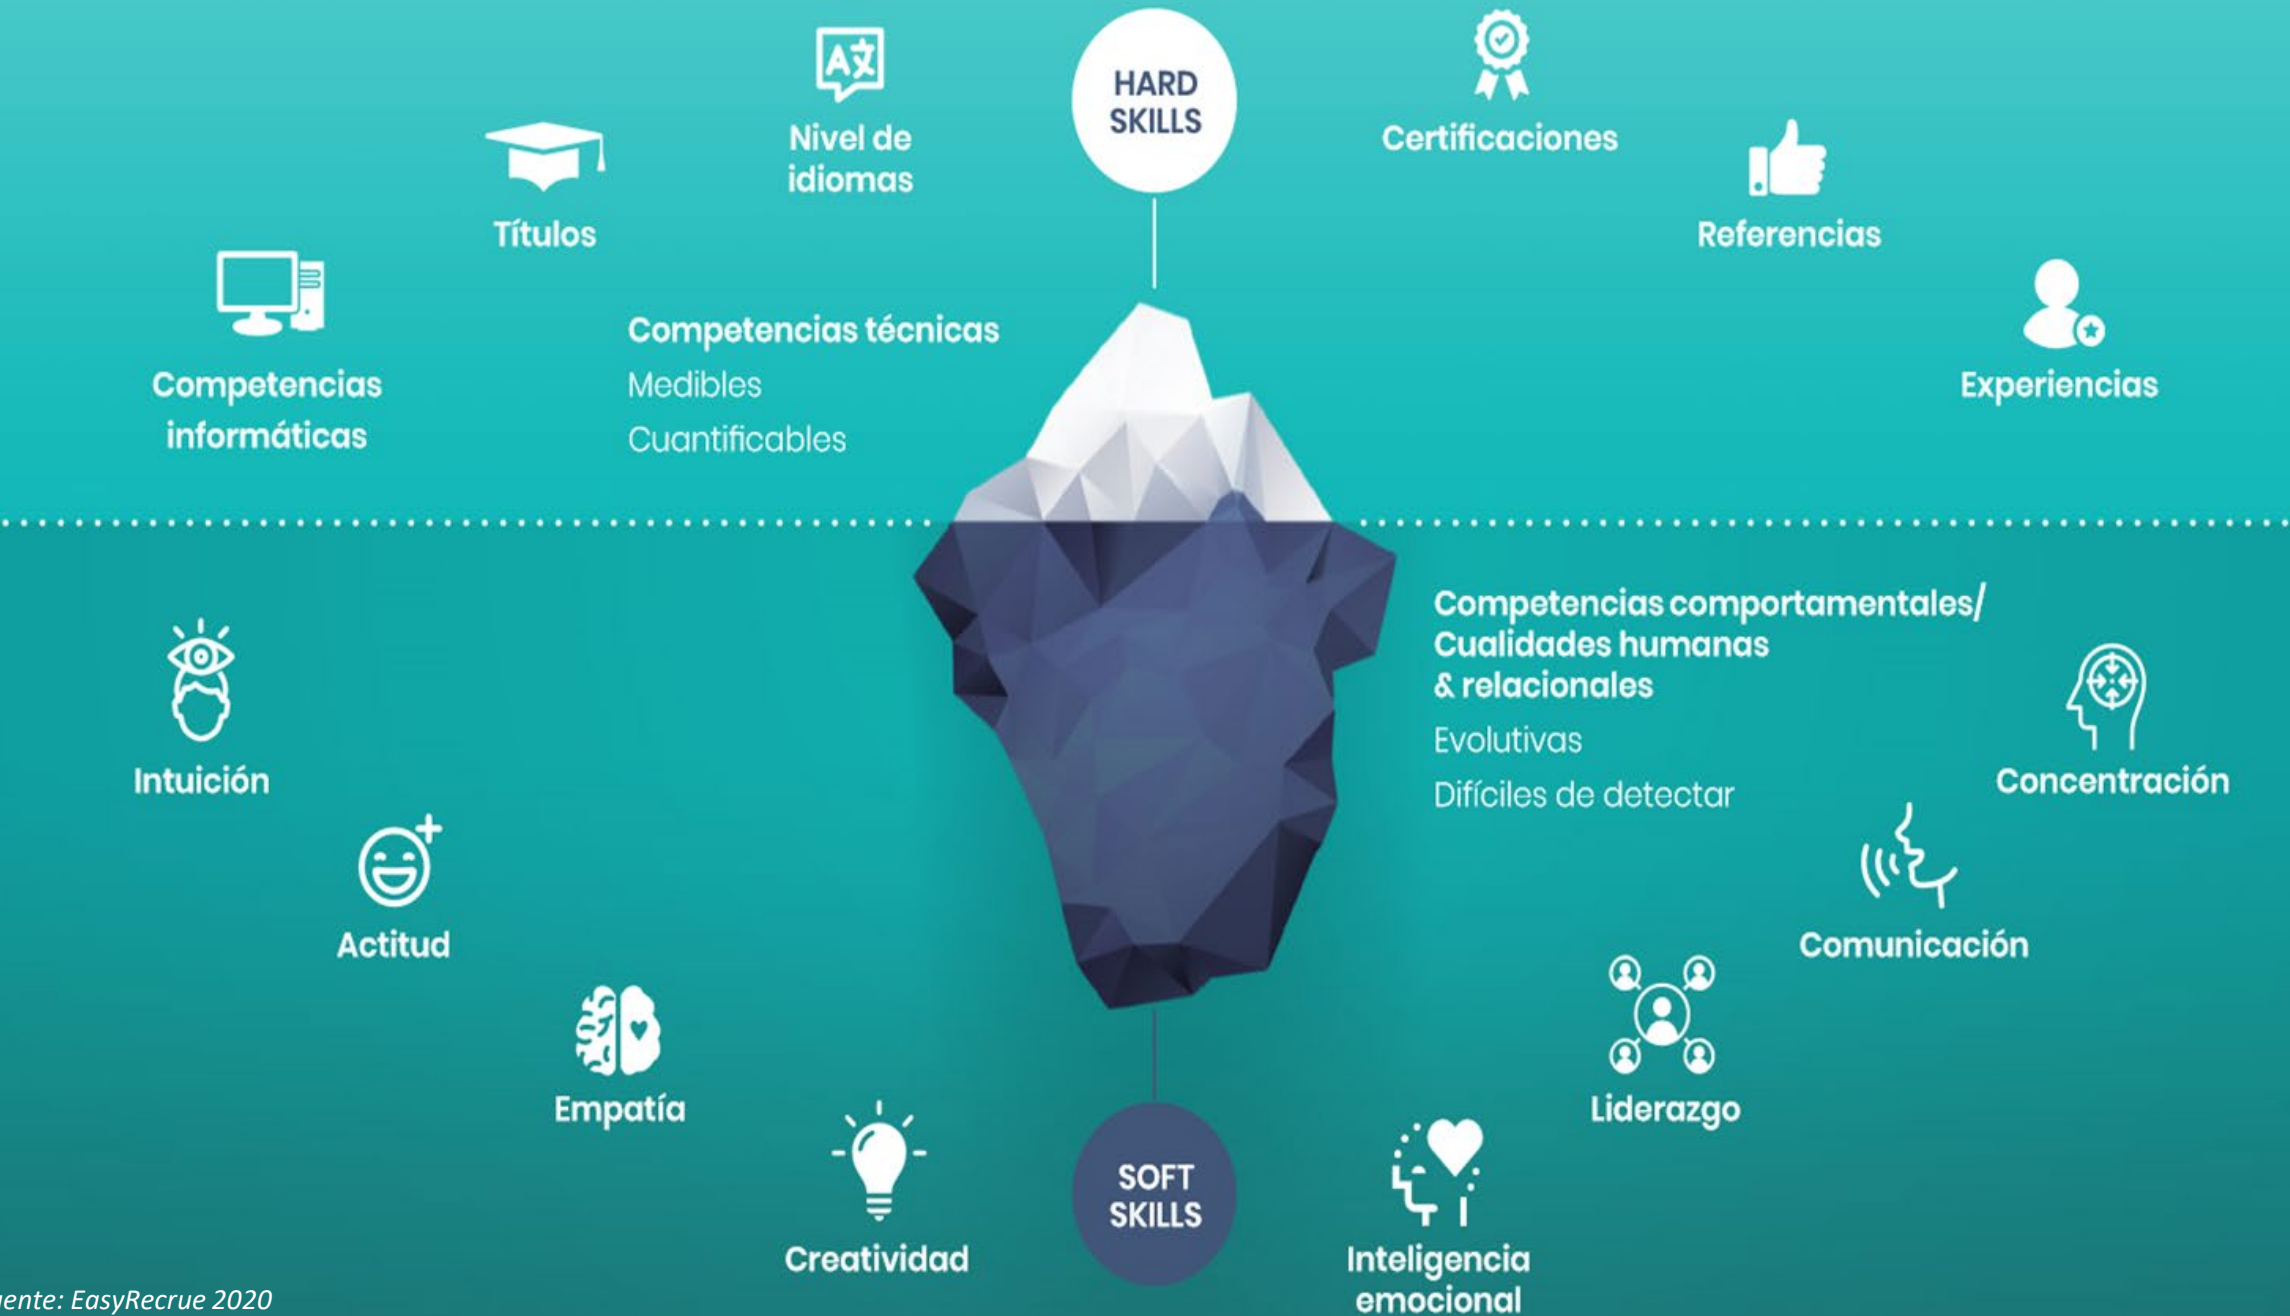 HARD
SKILLS
Nivel de
idiomas
Certificaciones
Títulos
Referencias
Competencias
informáticas
Competencias técnicas
Medibles
Cuantificables
Experiencias
Competencias comportamentales/
Cualidades humanas
& relacionales
Evolutivas
Difíciles de detectar
Intuición
Concentración
Actitud
Comunicación
Empatía
Liderazgo
Creatividad
SOFT
SKILLS
Inteligencia
emocional
ente: EasyRecrue 2020